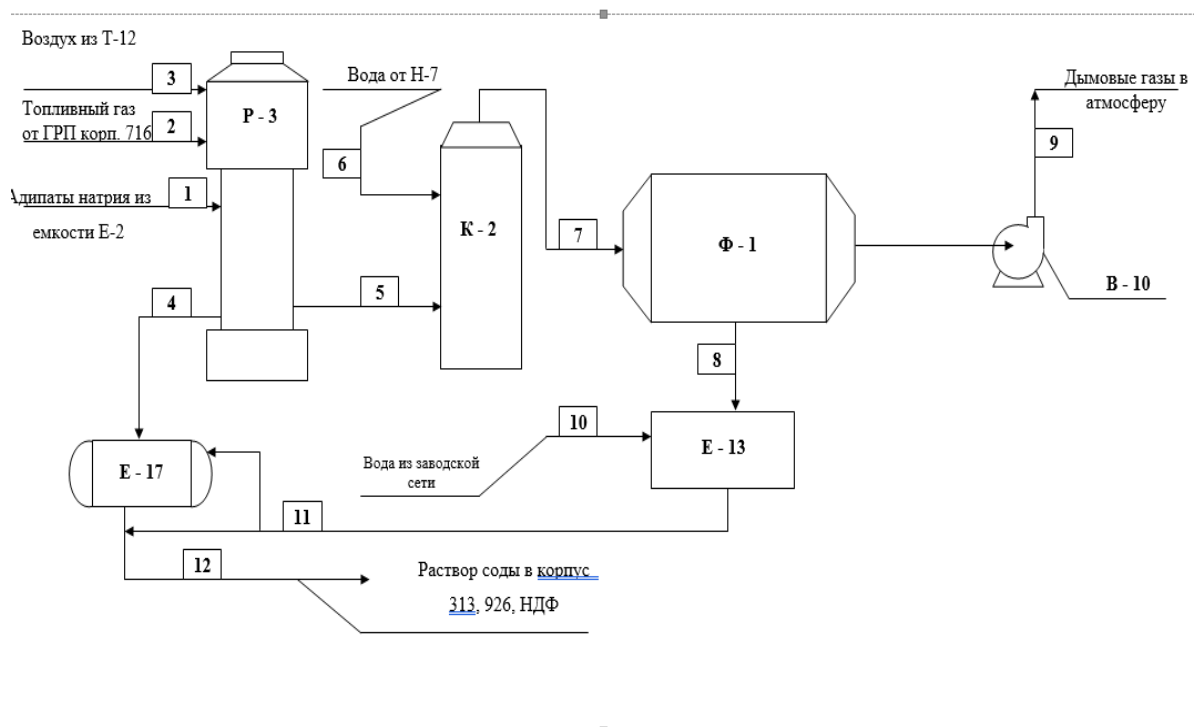 Воздух из Т-12
3
Р - 3
Топливный газ
от ГРП корп. 716
2
Адипаты натрия из
1
емкости Е-2
Вода от Н-7
6
К - 2
5
4
7
Ф - 1
Дымовые газы в
атмосферу
9
В - 10
8
10
Е - 13
Вода из заводской
сети
Е - 17
11
12
Раствор соды в корпус
313, 926, НДФ